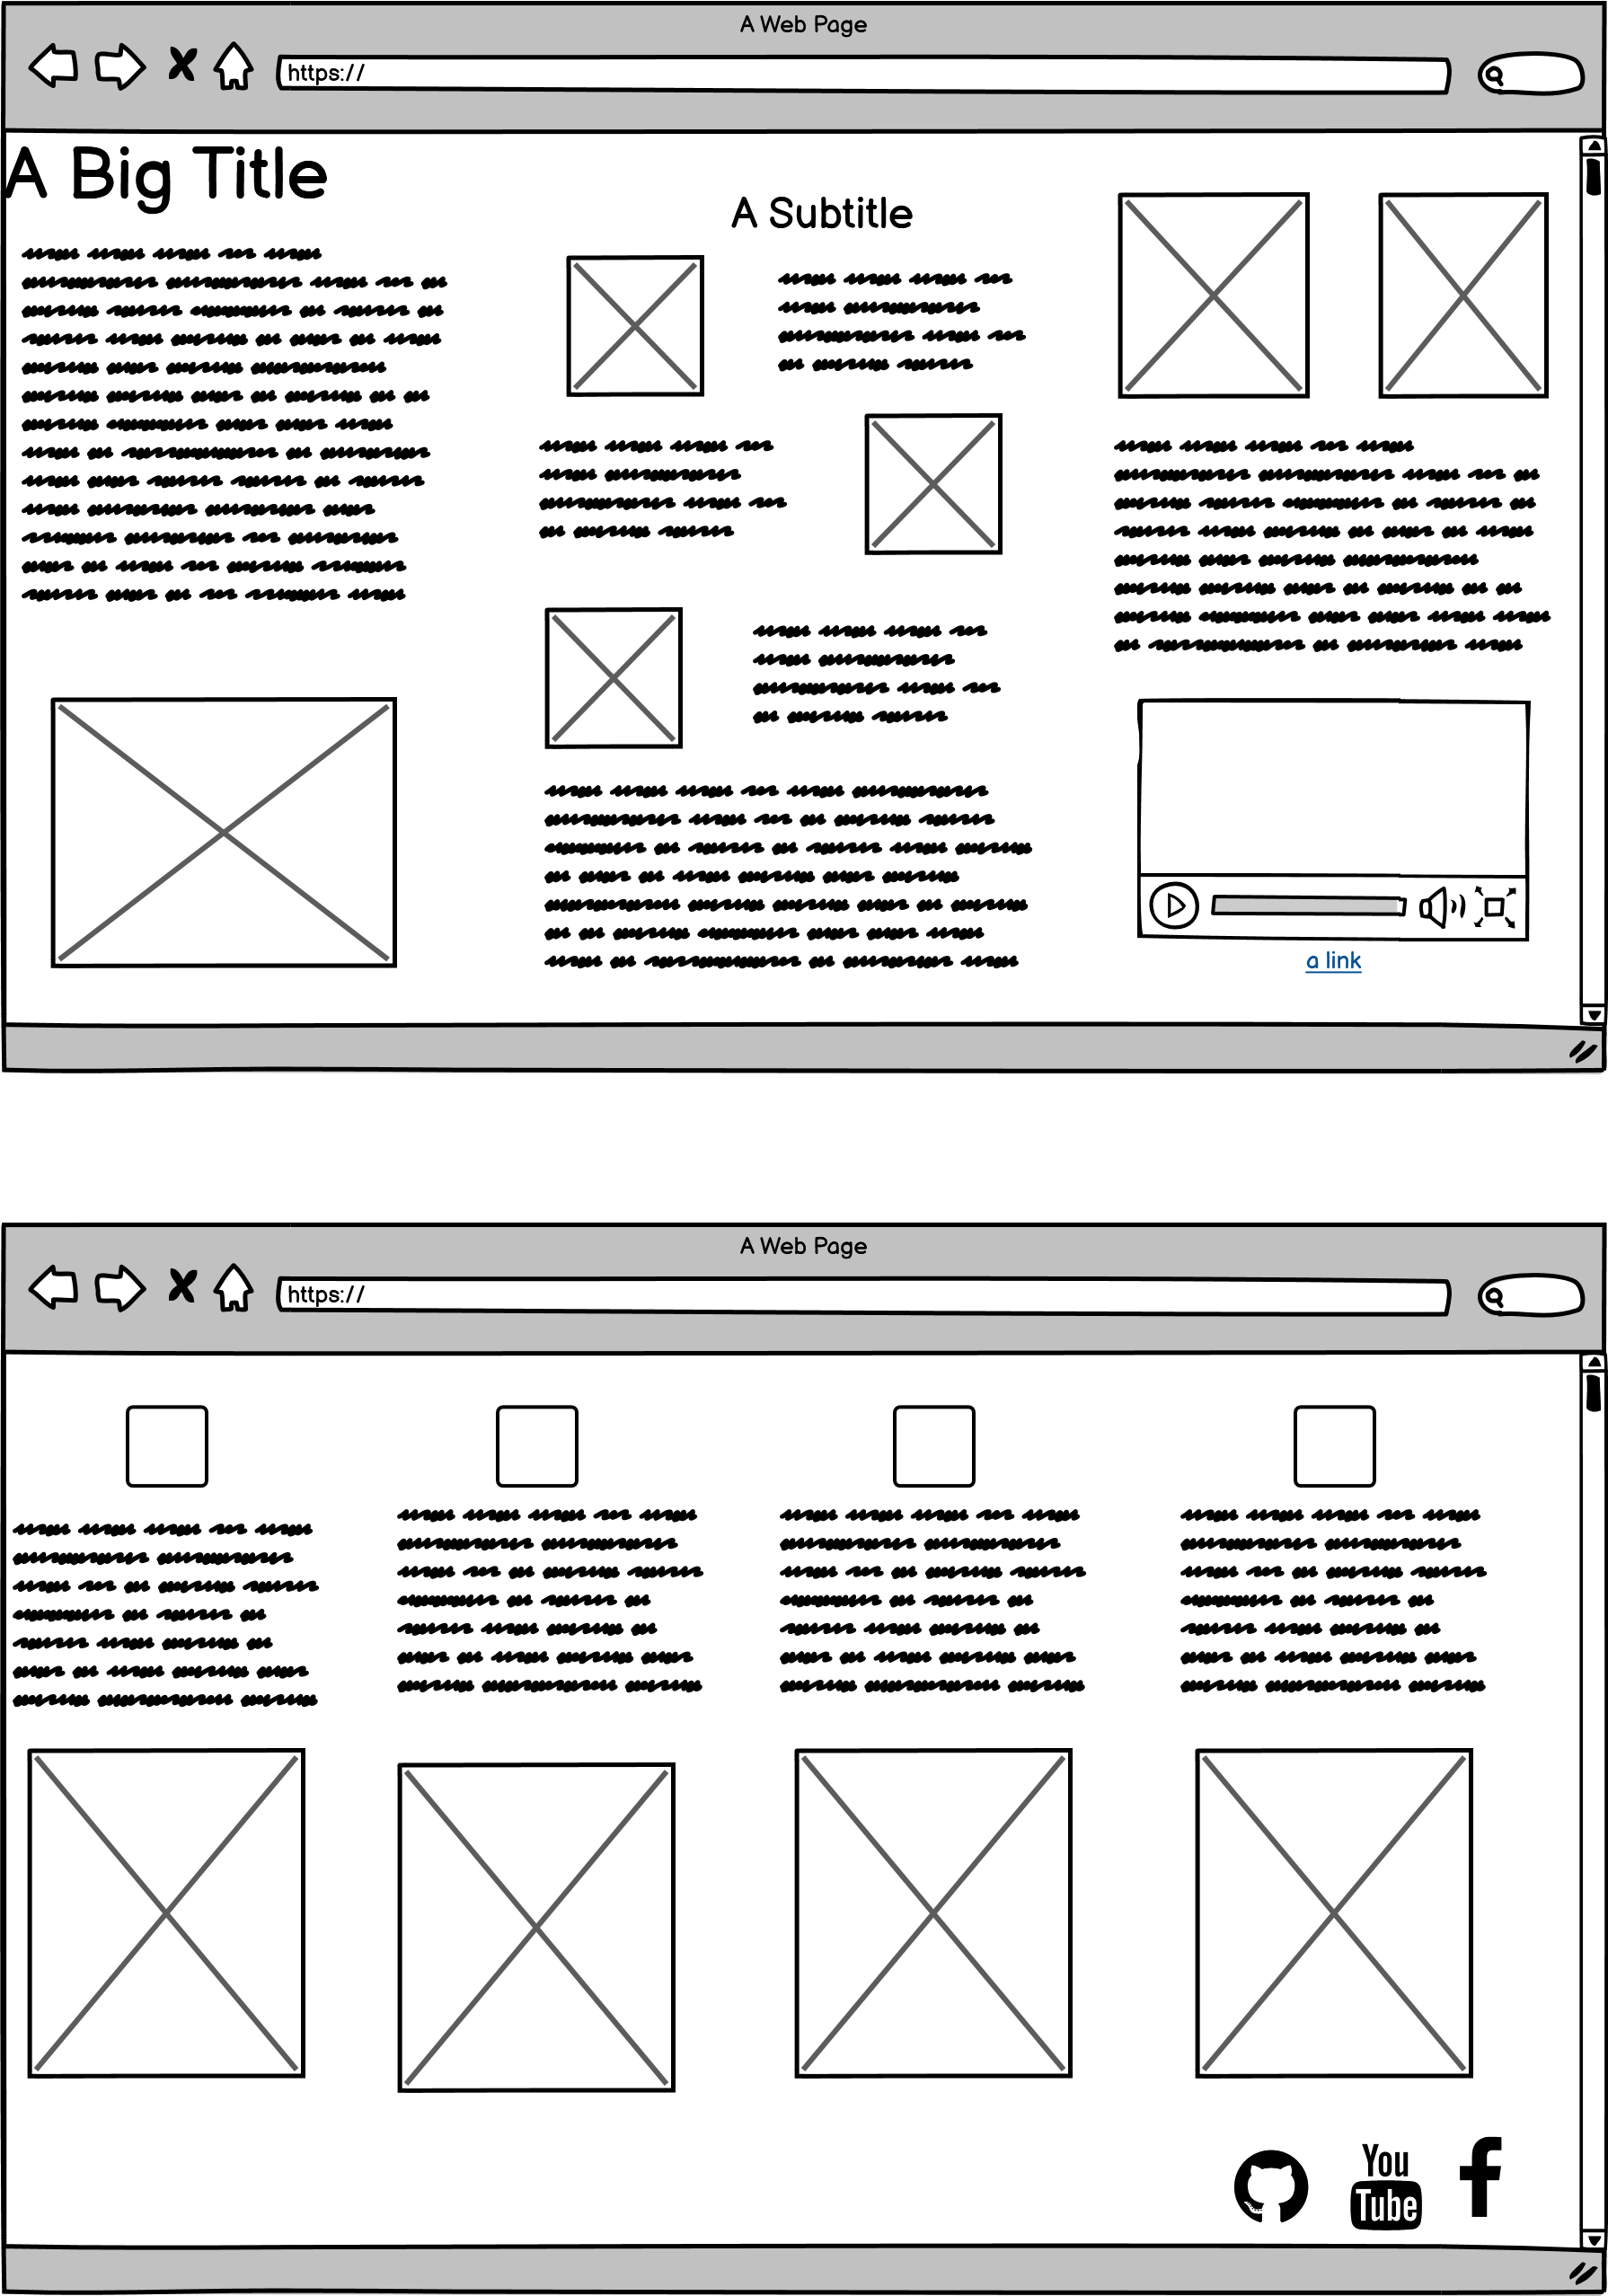 A Web Page
https://
A Big Title
A Subtitle
a link
A Web Page
https://
You
Tube